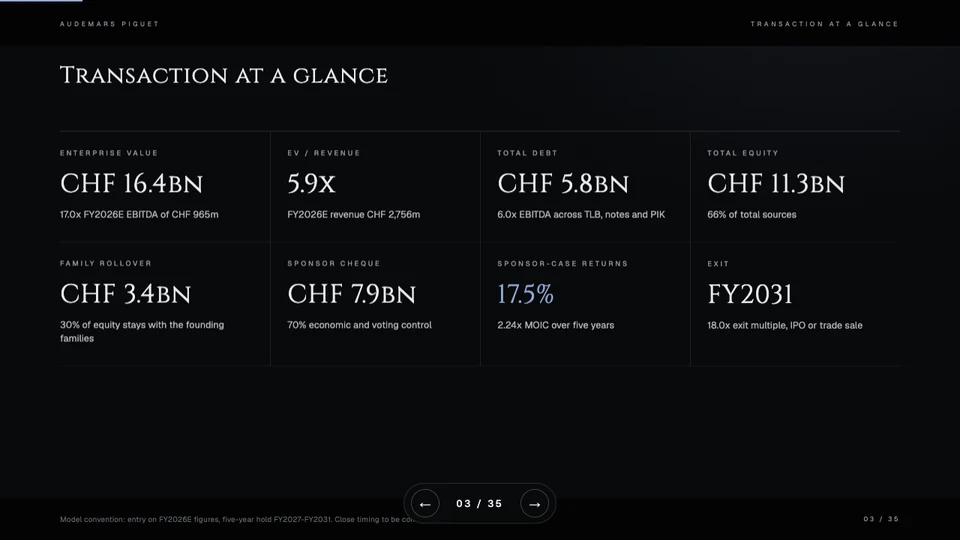 AUDEMARS PIGUET
TRANSACTION AT A GLANCE
Transaction at a glance
ENTERPRISE VALUE
CHF 16.4bn
17.0x FY2026E EBITDA of CHF 965m
EV / REVENUE
5.9x
FY2026E revenue CHF 2,756m
TOTAL DEBT
CHF 5.8bn
6.0x EBITDA across TLB, notes and PIK
TOTAL EQUITY
CHF 11.3bn
66% of total sources
FAMILY ROLLOVER
CHF 3.4bn
30% of equity stays with the founding
families
SPONSOR CHEQUE
CHF 7.9bn
70% economic and voting control
SPONSOR-CASE RETURNS
17.5%
2.24x MOIC over five years
EXIT
FY2031
18.0x exit multiple, IPO or trade sale
← 03 / 35 →
Model convention: entry on FY2026E figures, five-year hold FY2027-FY2031. Close timing to be
03 / 35